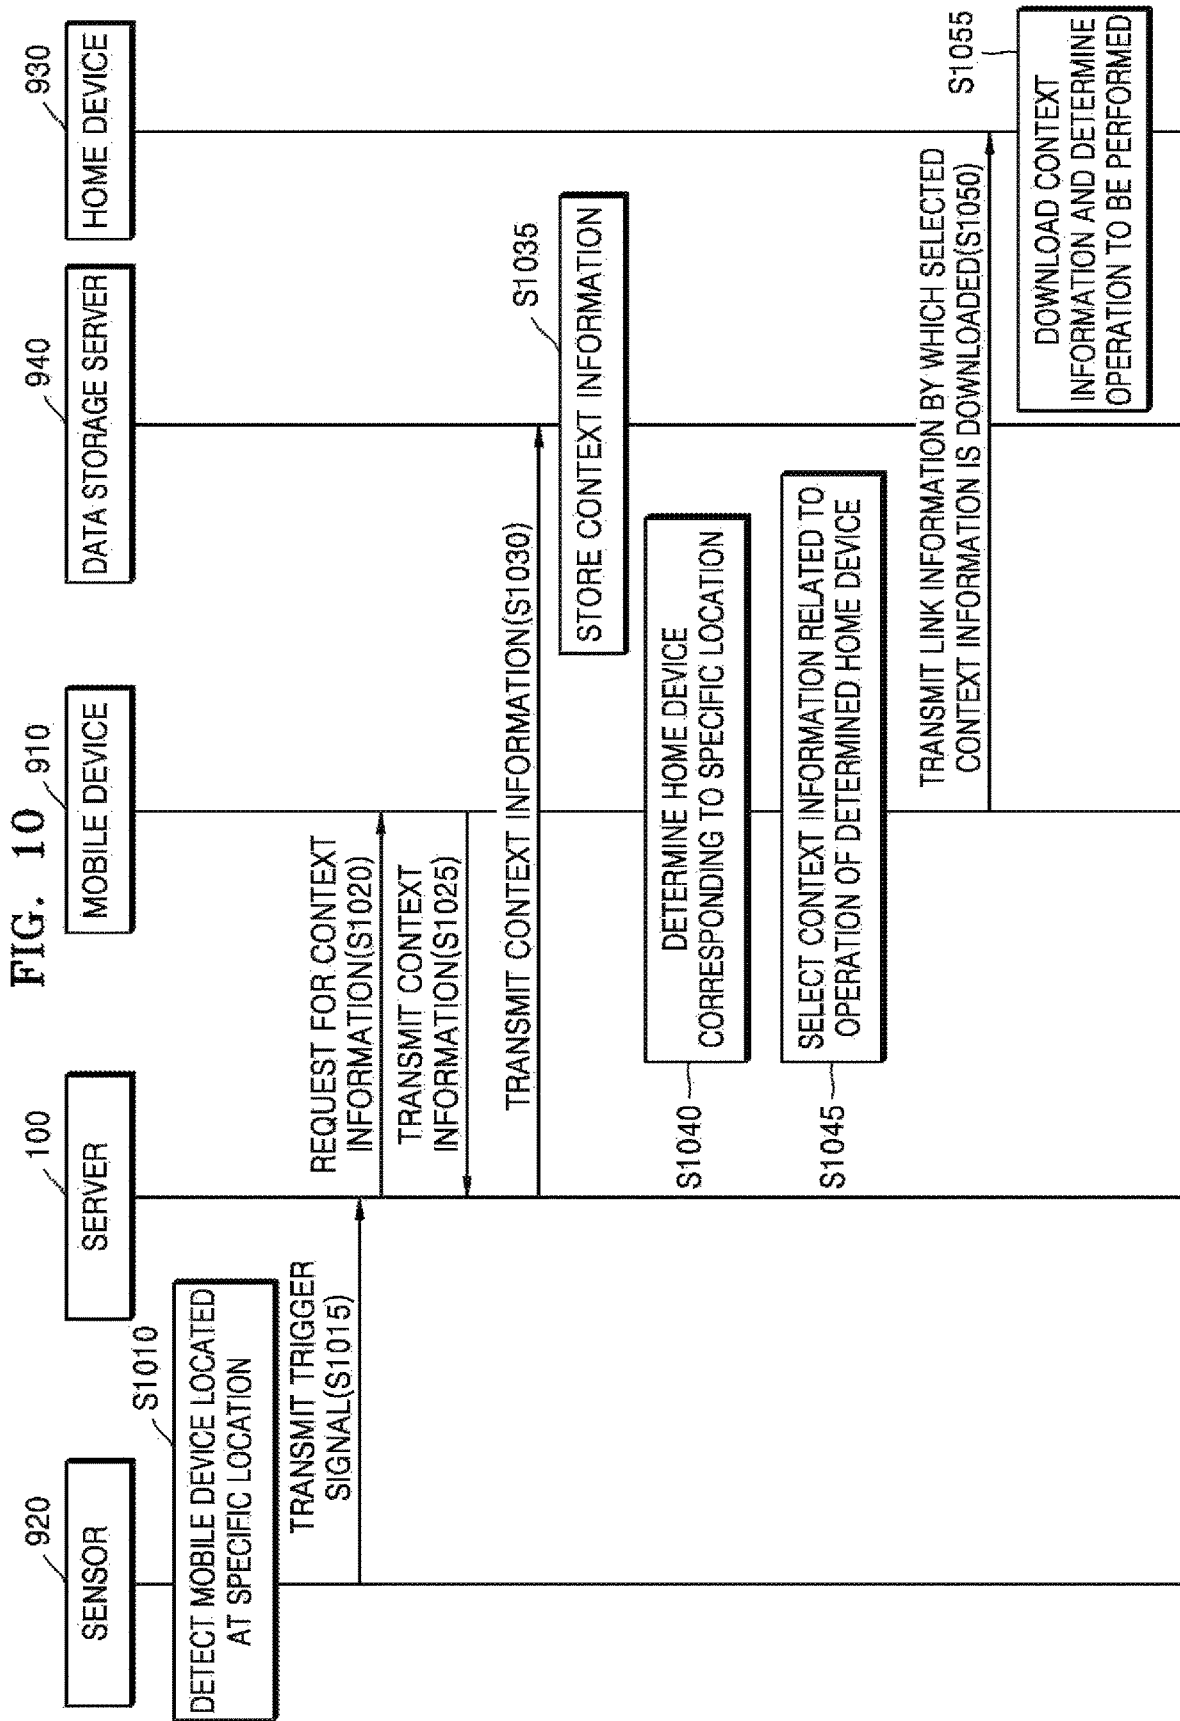 FIG. 10
920
100
910
940
930
SENSOR
SERVER
MOBILE DEVICE
DATA STORAGE SERVER
HOME DEVICE
S1010
DETECT MOBILE DEVICE LOCATED
AT SPECIFIC LOCATION
TRANSMIT TRIGGER
SIGNAL(S1015)
REQUEST FOR CONTEXT
INFORMATION(S1020)
TRANSMIT CONTEXT
INFORMATION(S1025)
TRANSMIT CONTEXT INFORMATION(S1030)
S1035
STORE CONTEXT INFORMATION
S1040
DETERMINE HOME DEVICE
CORRESPONDING TO SPECIFIC LOCATION
S1045
SELECT CONTEXT INFORMATION RELATED TO
OPERATION OF DETERMINED HOME DEVICE
TRANSMIT LINK INFORMATION BY WHICH SELECTED
CONTEXT INFORMATION IS DOWNLOADED(S1050)
S1055
DOWNLOAD CONTEXT
INFORMATION AND DETERMINE
OPERATION TO BE PERFORMED